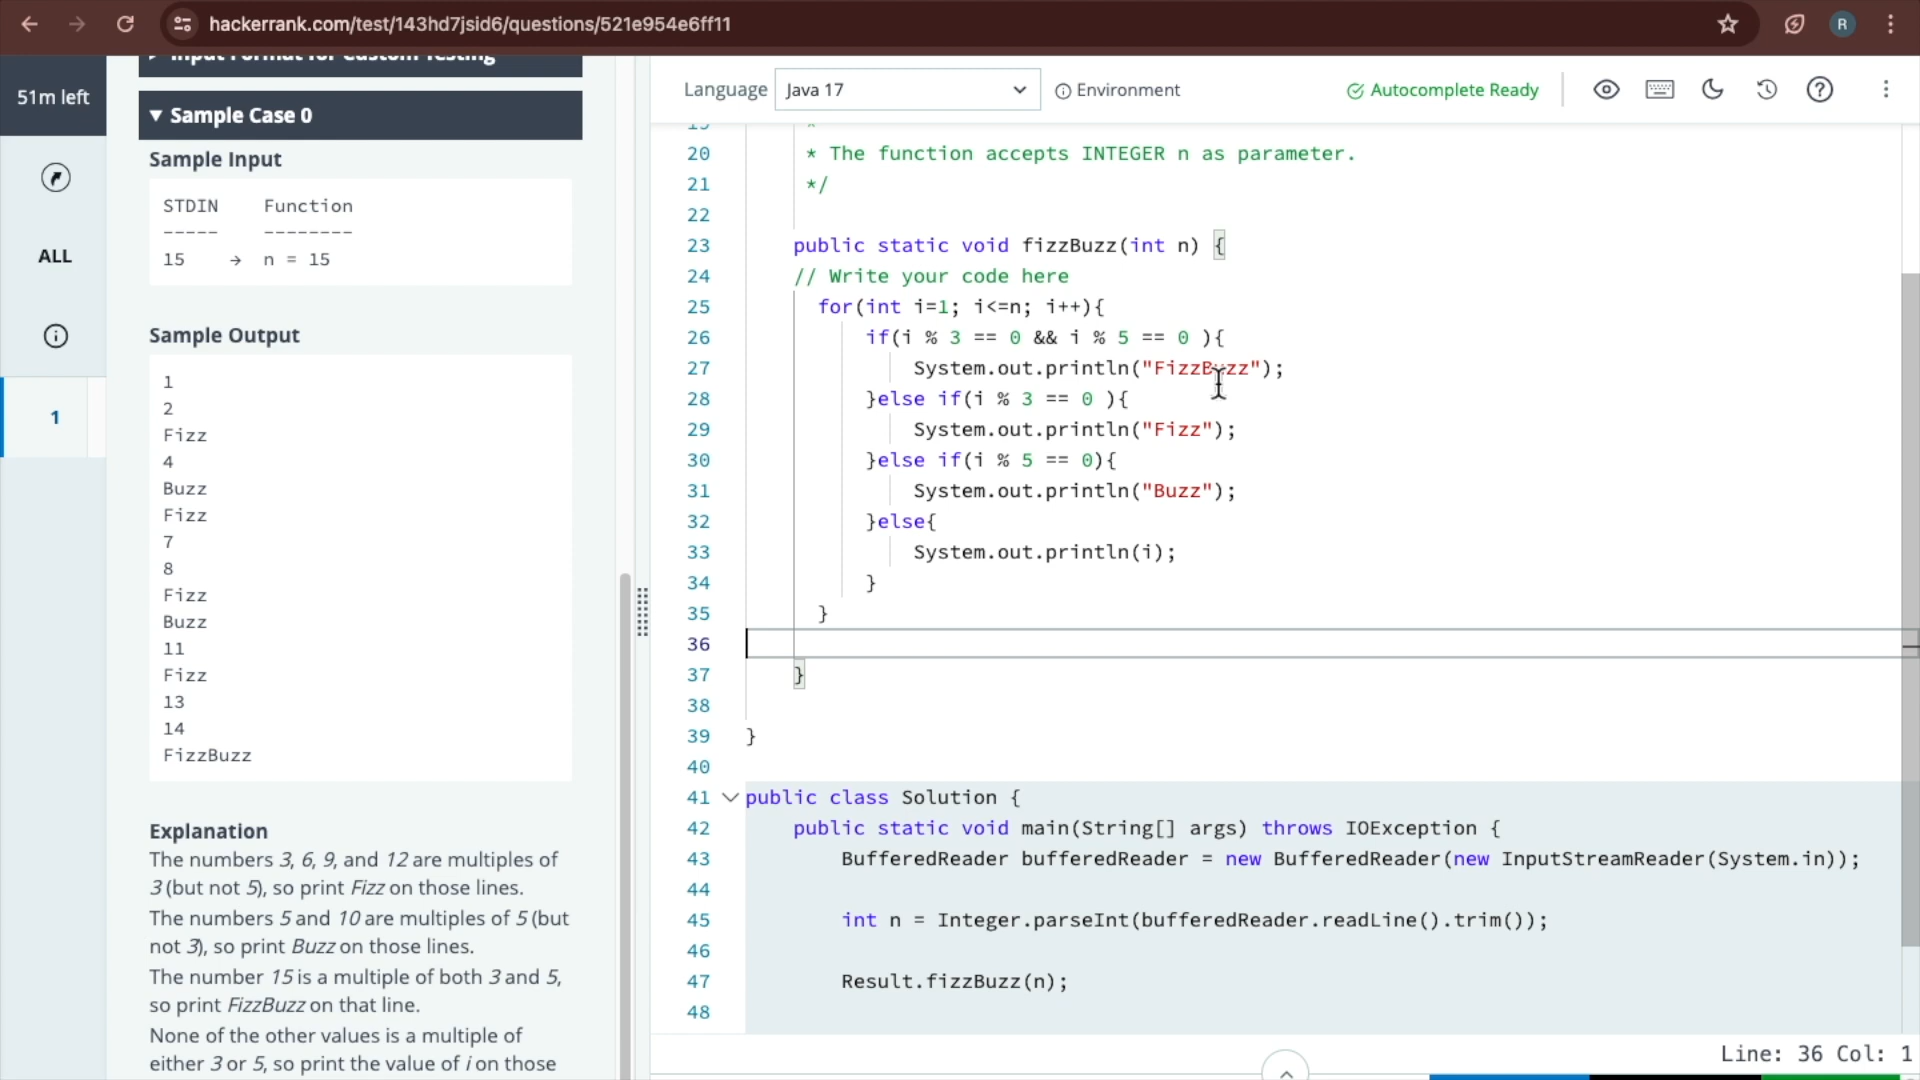 hackerrank.com/test/143hd7jsid6/questions/521e954e6ff11
R
51m left
ALL
1
Input Format for Custom Testing
▼ Sample Case 0
Sample Input
STDIN    Function
-----    --------
15    →  n = 15
Sample Output
1
2
Fizz
4
Buzz
Fizz
7
8
Fizz
Buzz
11
Fizz
13
14
FizzBuzz
Explanation
The numbers 3, 6, 9, and 12 are multiples of
3 (but not 5), so print Fizz on those lines.
The numbers 5 and 10 are multiples of 5 (but
not 3), so print Buzz on those lines.
The number 15 is a multiple of both 3 and 5,
so print FizzBuzz on that line.
None of the other values is a multiple of
either 3 or 5, so print the value of i on those
Language Java 17 Environment Autocomplete Ready
19 *
20 * The function accepts INTEGER n as parameter.
21 */
22
23 public static void fizzBuzz(int n) {
24 // Write your code here
25 for(int i=1; i<=n; i++){
26 if(i % 3 == 0 && i % 5 == 0 ){
27 System.out.println("FizzBuzz");
28 }else if(i % 3 == 0 ){
29 System.out.println("Fizz");
30 }else if(i % 5 == 0){
31 System.out.println("Buzz");
32 }else{
33 System.out.println(i);
34 }
35 }
36
37 }
38
39 }
40
41 public class Solution {
42 public static void main(String[] args) throws IOException {
43 BufferedReader bufferedReader = new BufferedReader(new InputStreamReader(System.in));
44
45 int n = Integer.parseInt(bufferedReader.readLine().trim());
46
47 Result.fizzBuzz(n);
48
Line: 36 Col: 1